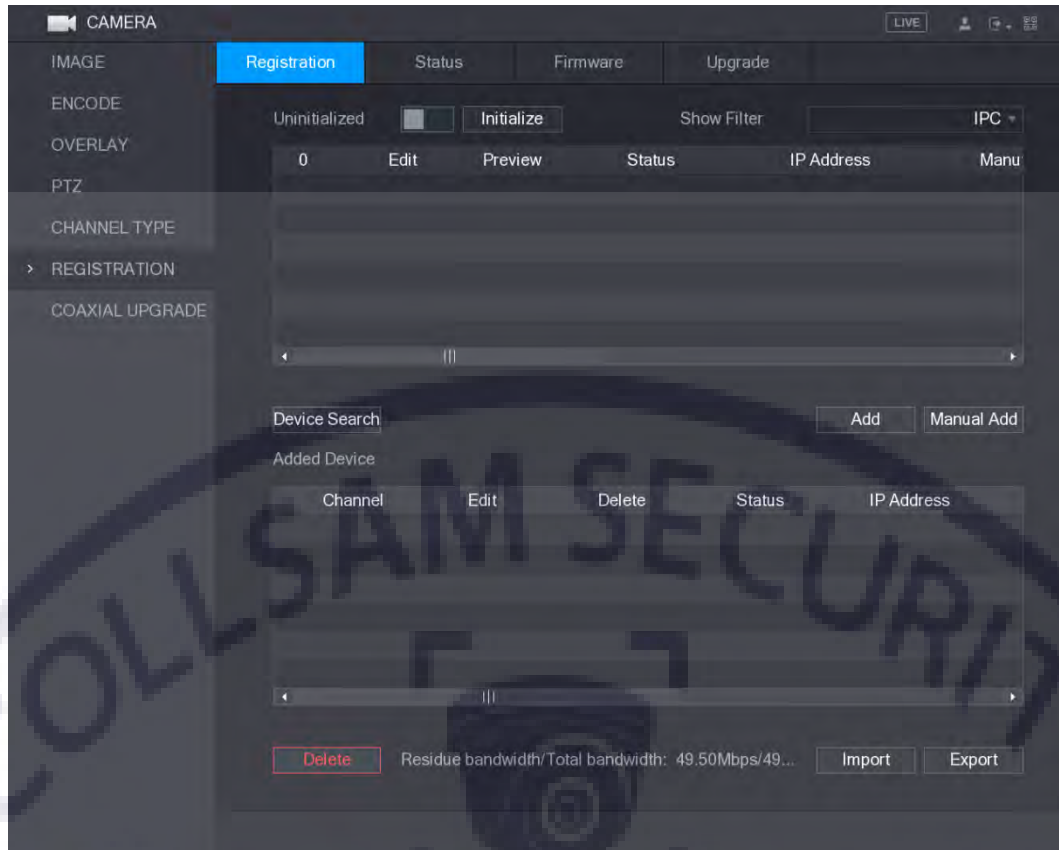 CAMERA LIVE
IMAGE
ENCODE
OVERLAY
PTZ
CHANNEL TYPE
> REGISTRATION
COAXIAL UPGRADE
Registration Status Firmware Upgrade
Uninitialized Initialize Show Filter IPC
0 Edit Preview Status IP Address Manu
Device Search Add Manual Add
Added Device
Channel Edit Delete Status IP Address
Delete Residue bandwidth/Total bandwidth: 49.50Mbps/49... Import Export
COLLSAM SECURITY